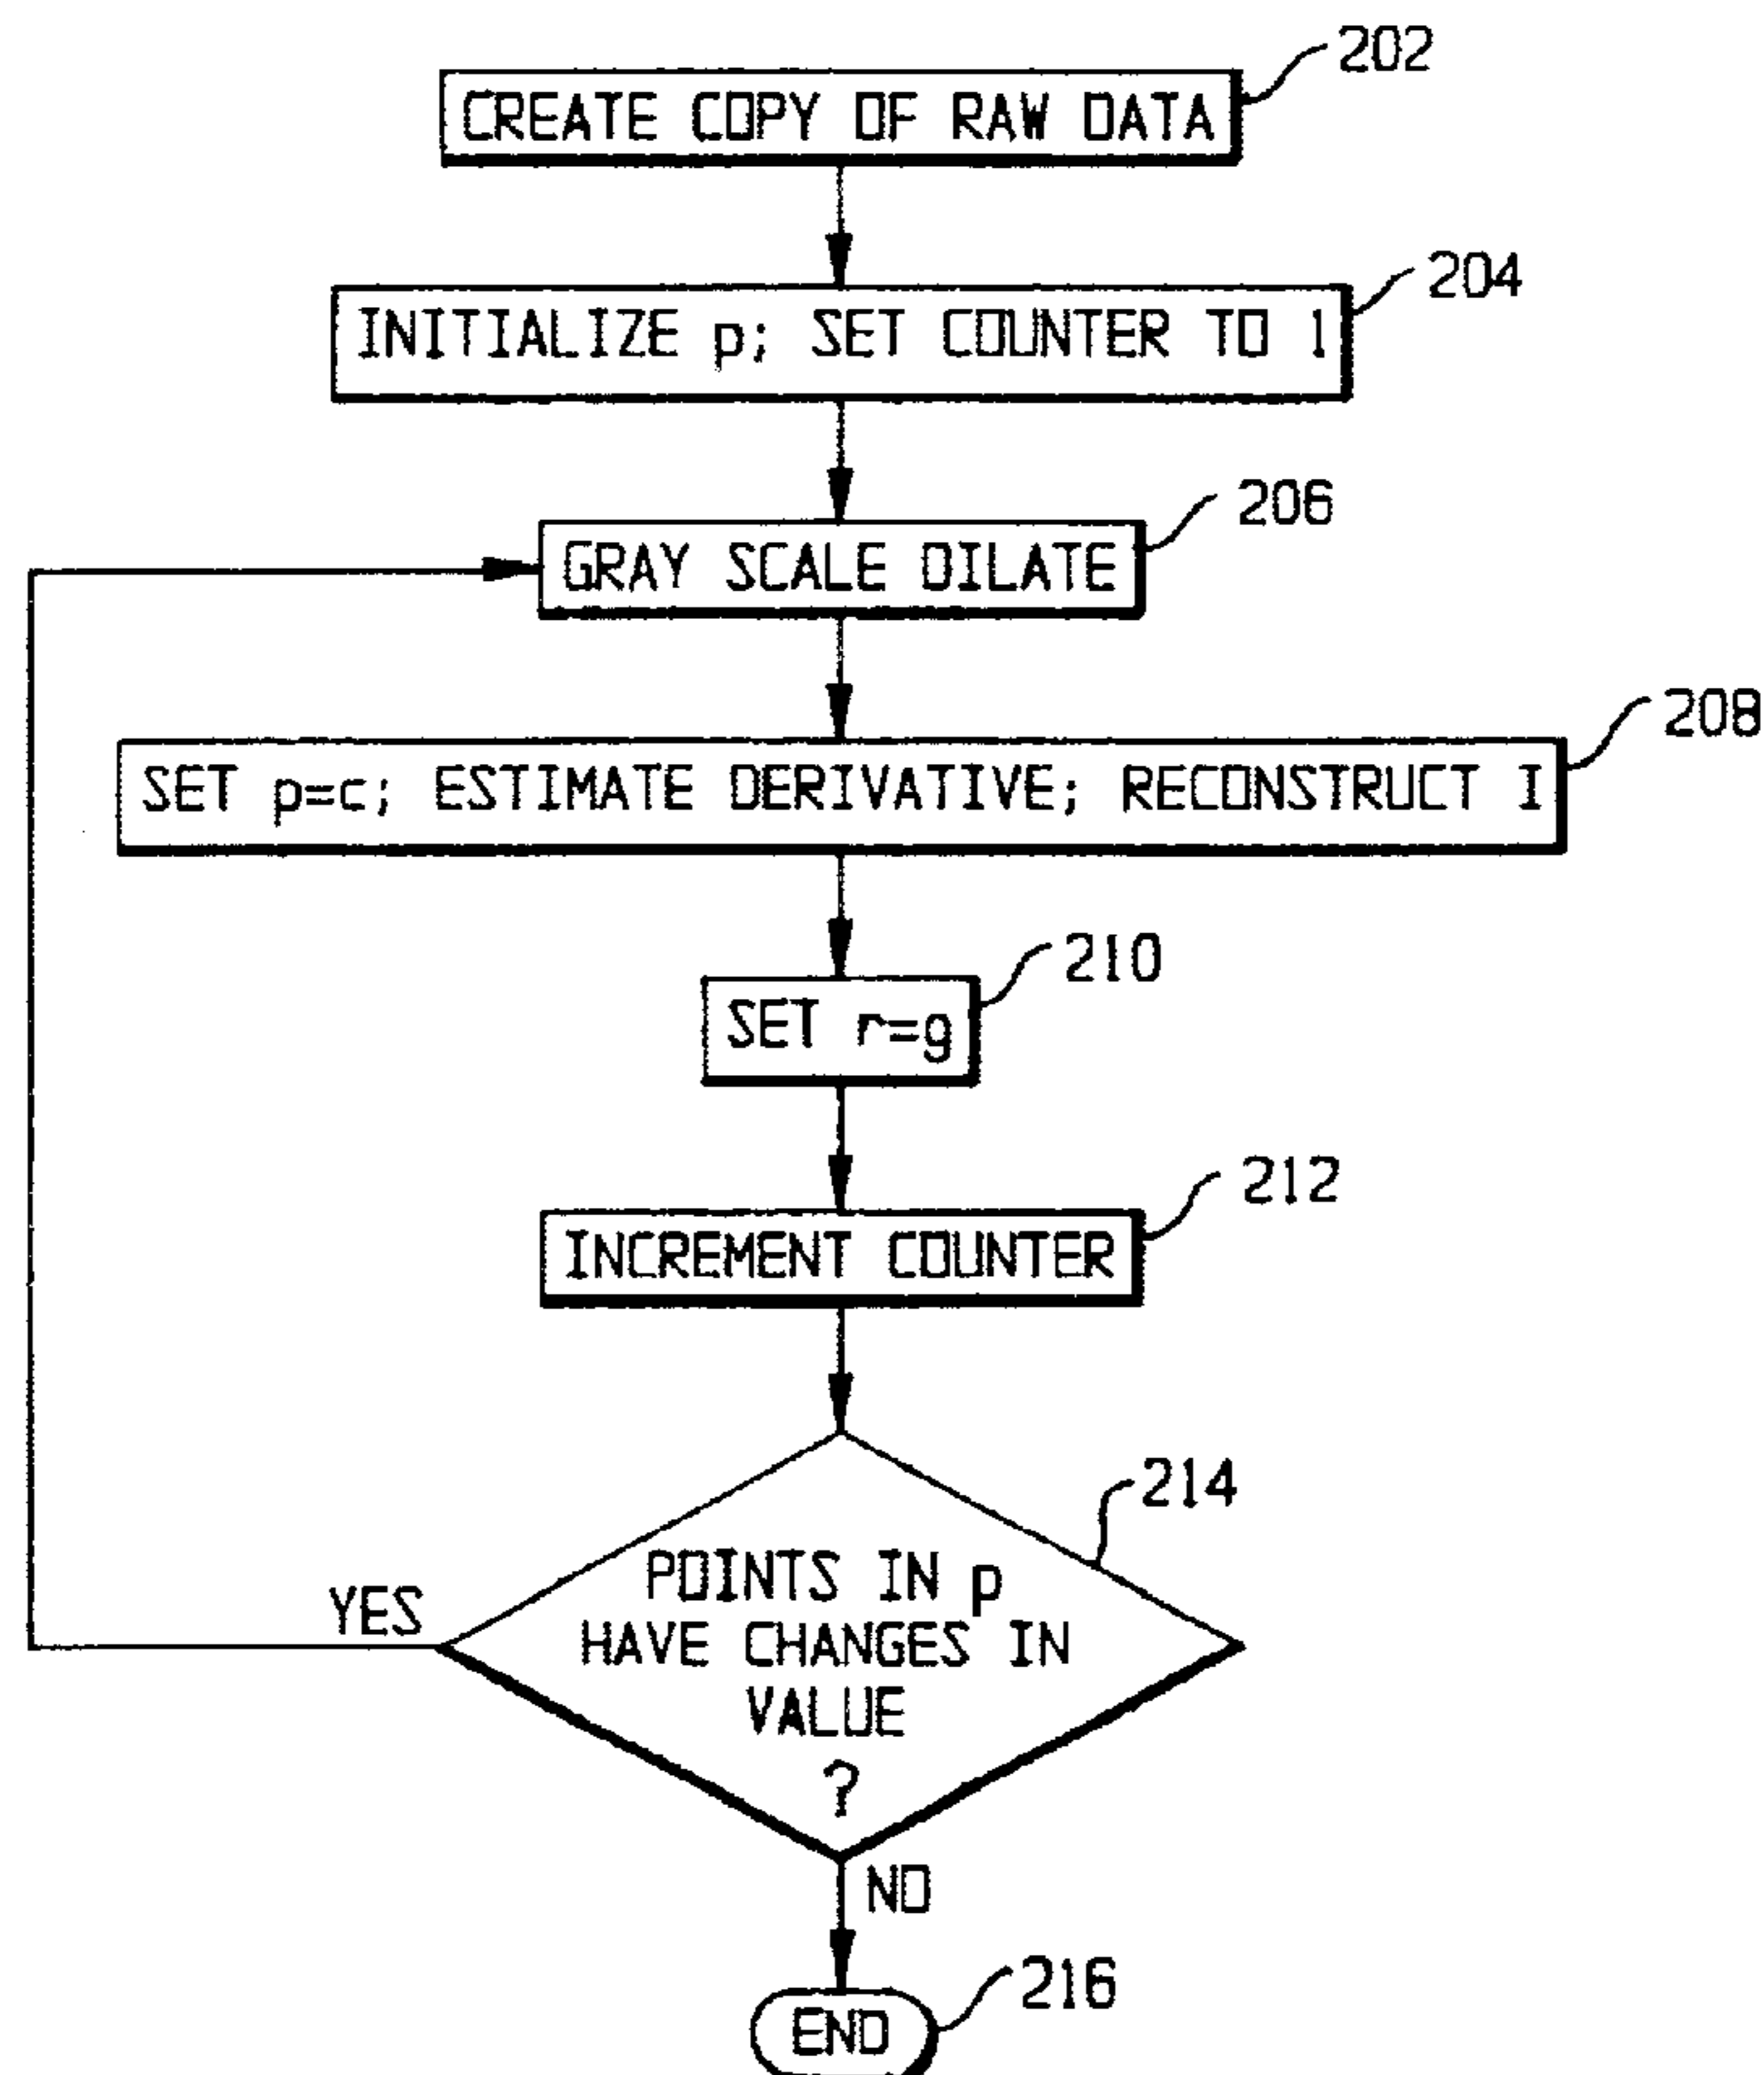 202
CREATE COPY OF RAW DATA
204
INITIALIZE p; SET COUNTER TO 1
206
GRAY SCALE DILATE
208
SET p=c; ESTIMATE DERIVATIVE; RECONSTRUCT I
210
SET r=g
212
INCREMENT COUNTER
214
POINTS IN p
HAVE CHANGES IN
VALUE
?
YES
NO
216
END